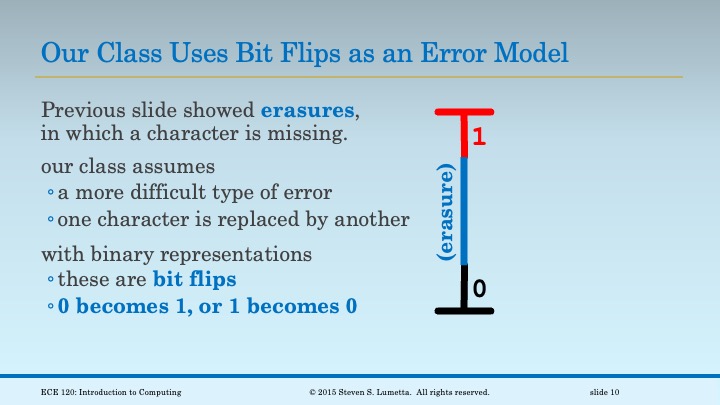 Our Class Uses Bit Flips as an Error Model
Previous slide showed erasures,
in which a character is missing.
our class assumes
◦a more difficult type of error
◦one character is replaced by another
with binary representations
◦these are bit flips
◦0 becomes 1, or 1 becomes 0
1
(erasure)
0
ECE 120: Introduction to Computing
© 2015 Steven S. Lumetta. All rights reserved.
slide 10